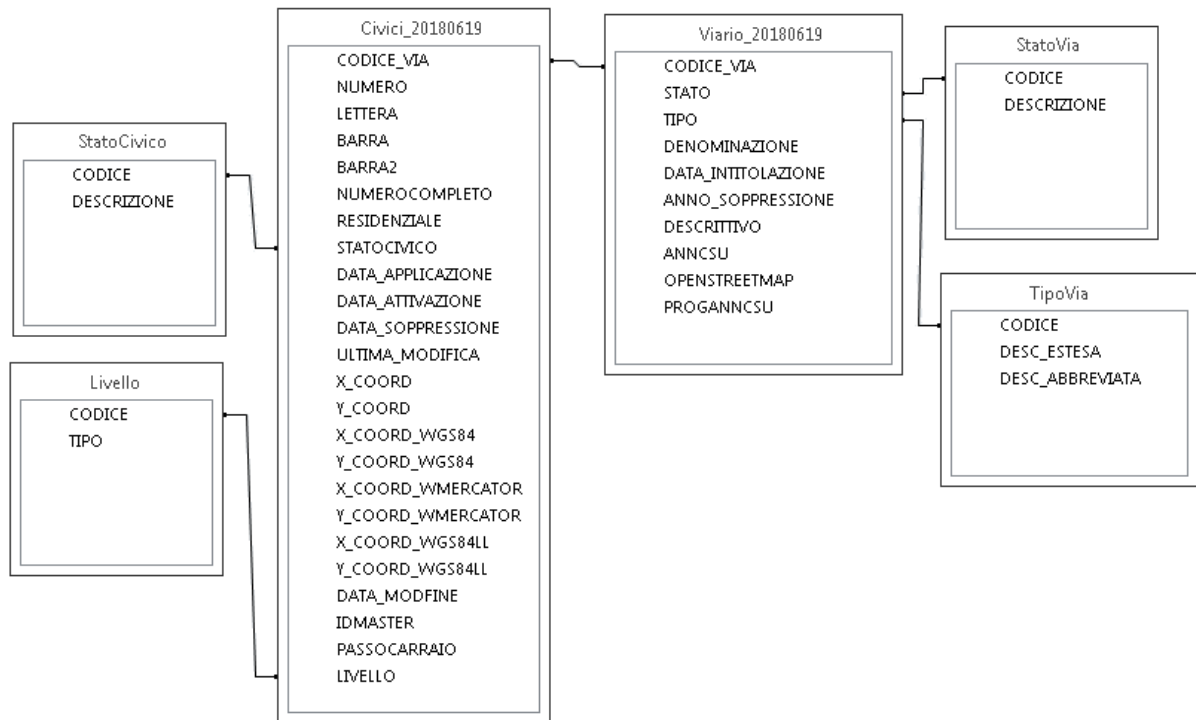 Civici_20180619
CODICE_VIA
NUMERO
LETTERA
BARRA
BARRA2
NUMEROCOMPLETO
RESIDENZIALE
STATOCIVICO
DATA_APPLICAZIONE
DATA_ATTIVAZIONE
DATA_SOPPRESSIONE
ULTIMA_MODIFICA
X_COORD
Y_COORD
X_COORD_WGS84
Y_COORD_WGS84
X_COORD_WMERCATOR
Y_COORD_WMERCATOR
X_COORD_WGS84LL
Y_COORD_WGS84LL
DATA_MODFINE
IDMASTER
PASSOCARRAIO
LIVELLO
Viario_20180619
CODICE_VIA
STATO
TIPO
DENOMINAZIONE
DATA_INTITOLAZIONE
ANNO_SOPPRESSIONE
DESCRITTIVO
ANNCSU
OPENSTREETMAP
PROGANNCSU
StatoVia
CODICE
DESCRIZIONE
StatoCivico
CODICE
DESCRIZIONE
TipoVia
CODICE
DESC_ESTESA
DESC_ABBREVIATA
Livello
CODICE
TIPO